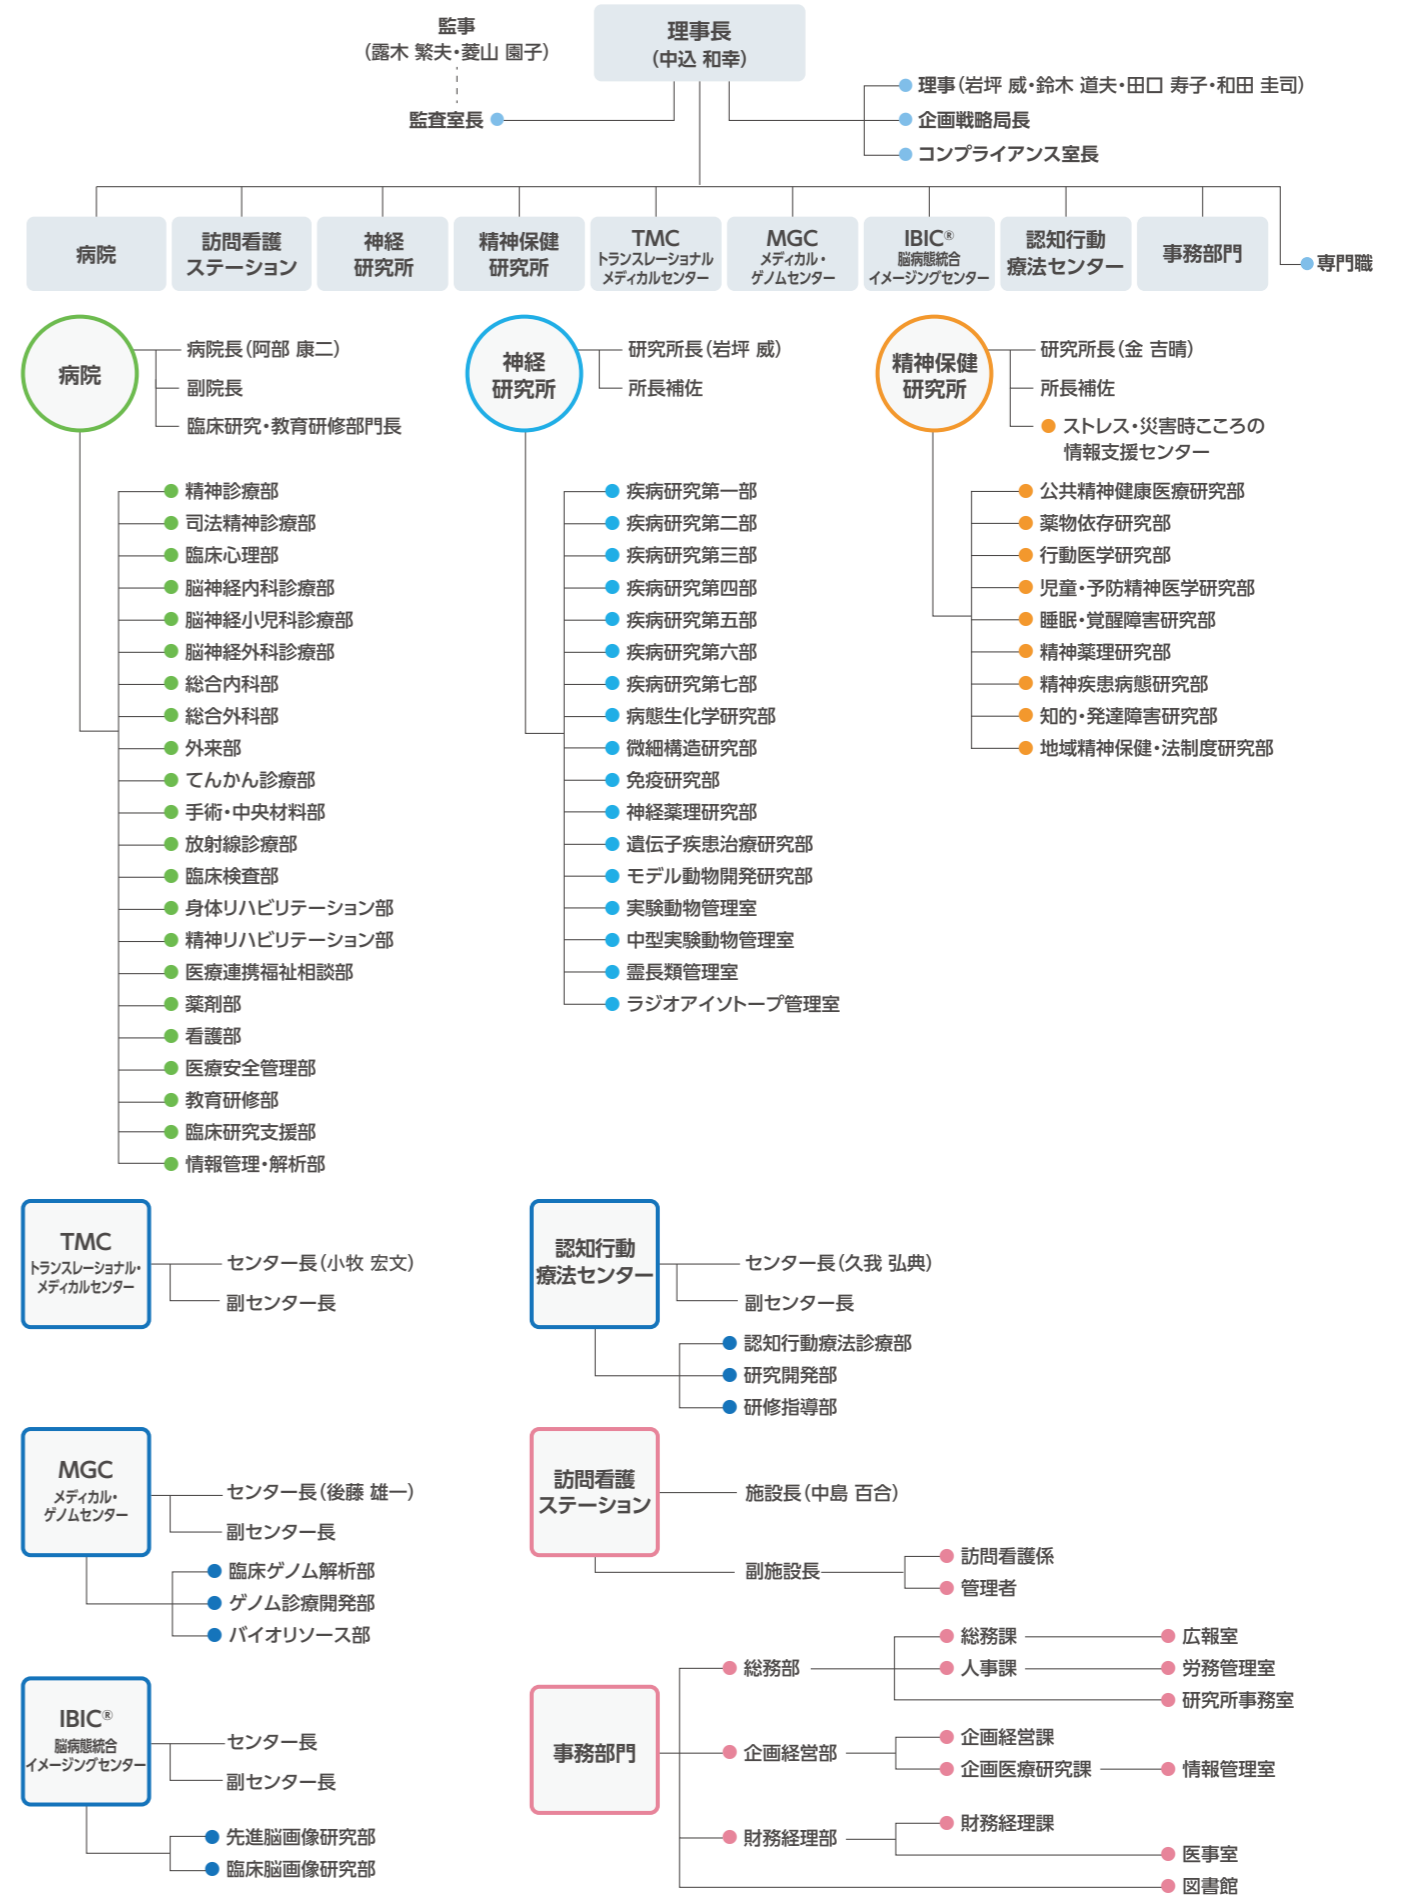 監事
（露木 繁夫・菱山 園子）
監査室長
理事長
（中込 和幸）
理事（岩坪 威・鈴木 道夫・田口 寿子・和田 圭司）
企画戦略局長
コンプライアンス室長
病院
訪問看護
ステーション
神経
研究所
精神保健
研究所
TMC
トランスレーショナル
メディカルセンター
MGC
メディカル・
ゲノムセンター
IBIC®
脳病態統合
イメージングセンター
認知行動
療法センター
事務部門
専門職
病院
病院長（阿部 康二）
副院長
臨床研究・教育研修部門長
精神診療部
司法精神診療部
臨床心理部
脳神経内科診療部
脳神経小児科診療部
脳神経外科診療部
総合内科部
総合外科部
外来部
てんかん診療部
手術・中央材料部
放射線診療部
臨床検査部
身体リハビリテーション部
精神リハビリテーション部
医療連携福祉相談部
薬剤部
看護部
医療安全管理部
教育研修部
臨床研究支援部
情報管理・解析部
神経
研究所
研究所長（岩坪 威）
所長補佐
疾病研究第一部
疾病研究第二部
疾病研究第三部
疾病研究第四部
疾病研究第五部
疾病研究第六部
疾病研究第七部
病態生化学研究部
微細構造研究部
免疫研究部
神経薬理研究部
遺伝子疾患治療研究部
モデル動物開発研究部
実験動物管理室
中型実験動物管理室
霊長類管理室
ラジオアイソトープ管理室
精神保健
研究所
研究所長（金 吉晴）
所長補佐
ストレス・災害時こころの
情報支援センター
公共精神健康医療研究部
薬物依存研究部
行動医学研究部
児童・予防精神医学研究部
睡眠・覚醒障害研究部
精神薬理研究部
精神疾患病態研究部
知的・発達障害研究部
地域精神保健・法制度研究部
TMC
トランスレーショナル・
メディカルセンター
センター長（小牧 宏文）
副センター長
認知行動
療法センター
センター長（久我 弘典）
副センター長
認知行動療法診療部
研究開発部
研修指導部
MGC
メディカル・
ゲノムセンター
センター長（後藤 雄一）
副センター長
臨床ゲノム解析部
ゲノム診療開発部
バイオリソース部
訪問看護
ステーション
施設長（中島 百合）
副施設長
訪問看護係
管理者
IBIC®
脳病態統合
イメージングセンター
センター長
副センター長
先進脳画像研究部
臨床脳画像研究部
事務部門
総務部
総務課
広報室
人事課
労務管理室
研究所事務室
企画経営部
企画経営課
企画医療研究課
情報管理室
財務経理部
財務経理課
医事室
図書館